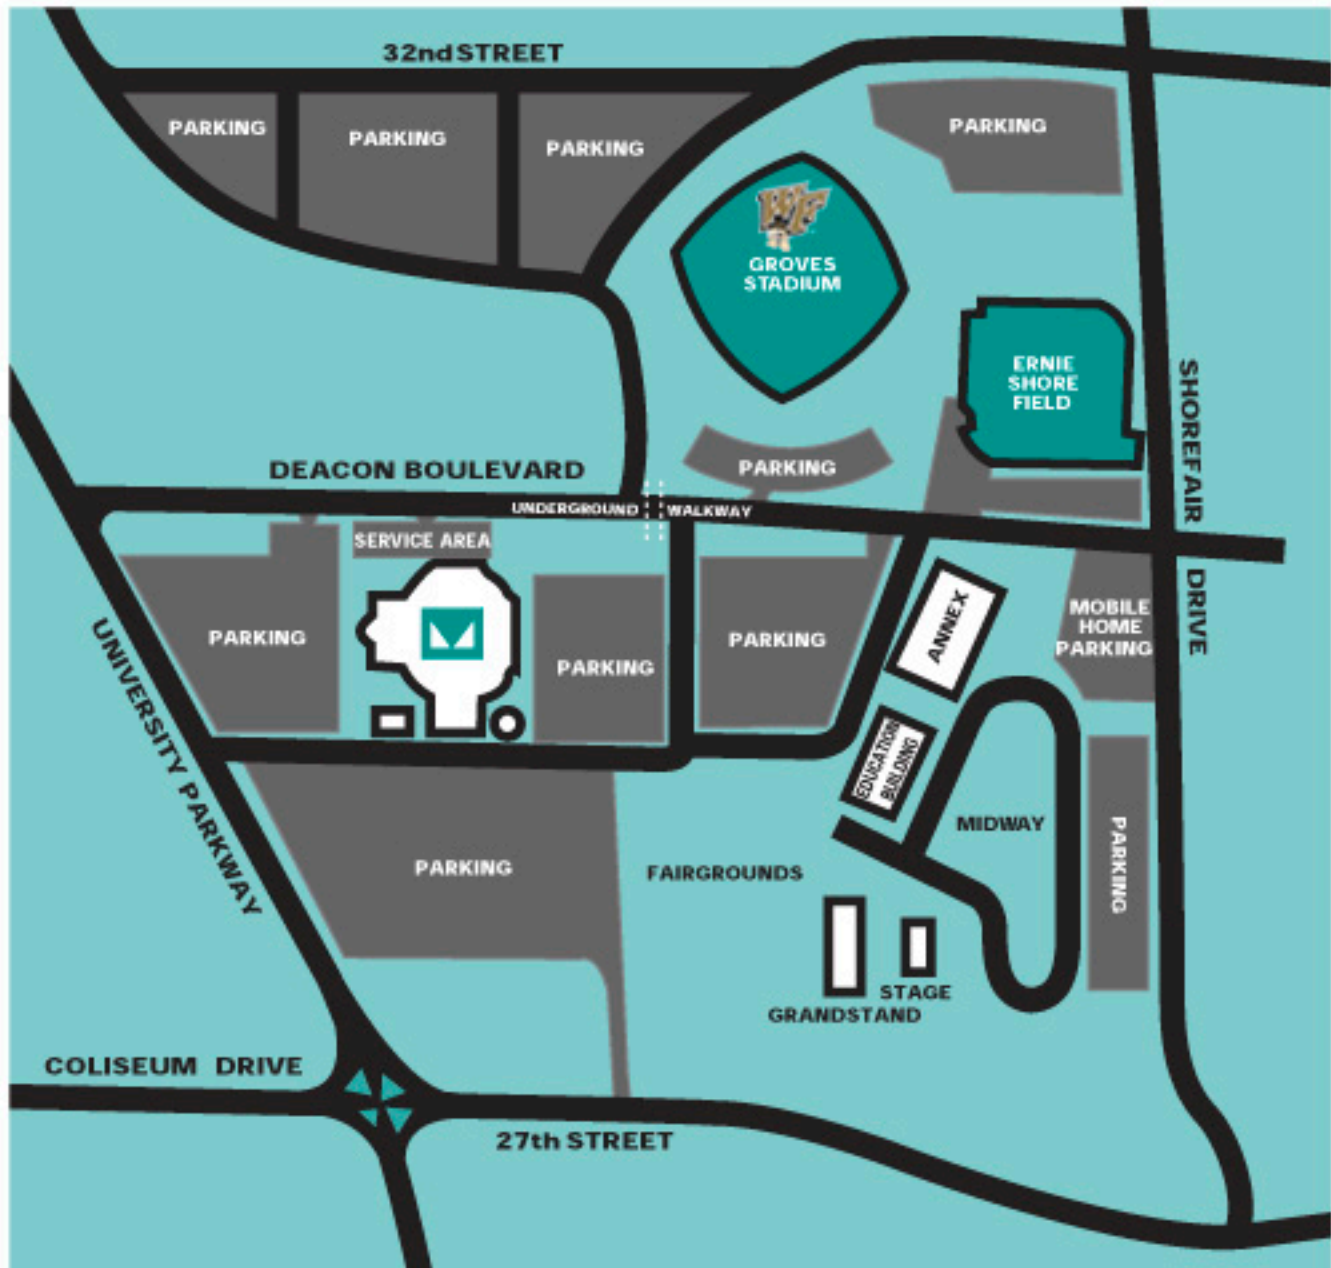 32nd STREET
PARKING
PARKING
PARKING
PARKING
WF
GROVES
STADIUM
ERNIE
SHORE
FIELD
SHOREFAIR DRIVE
DEACON BOULEVARD
PARKING
UNDERGROUND WALKWAY
SERVICE AREA
PARKING
PARKING
PARKING
ANNEX
MOBILE
HOME
PARKING
UNIVERSITY PARKWAY
EDUCATION
BUILDING
MIDWAY
PARKING
PARKING
FAIRGROUNDS
STAGE
GRANDSTAND
COLISEUM DRIVE
27th STREET